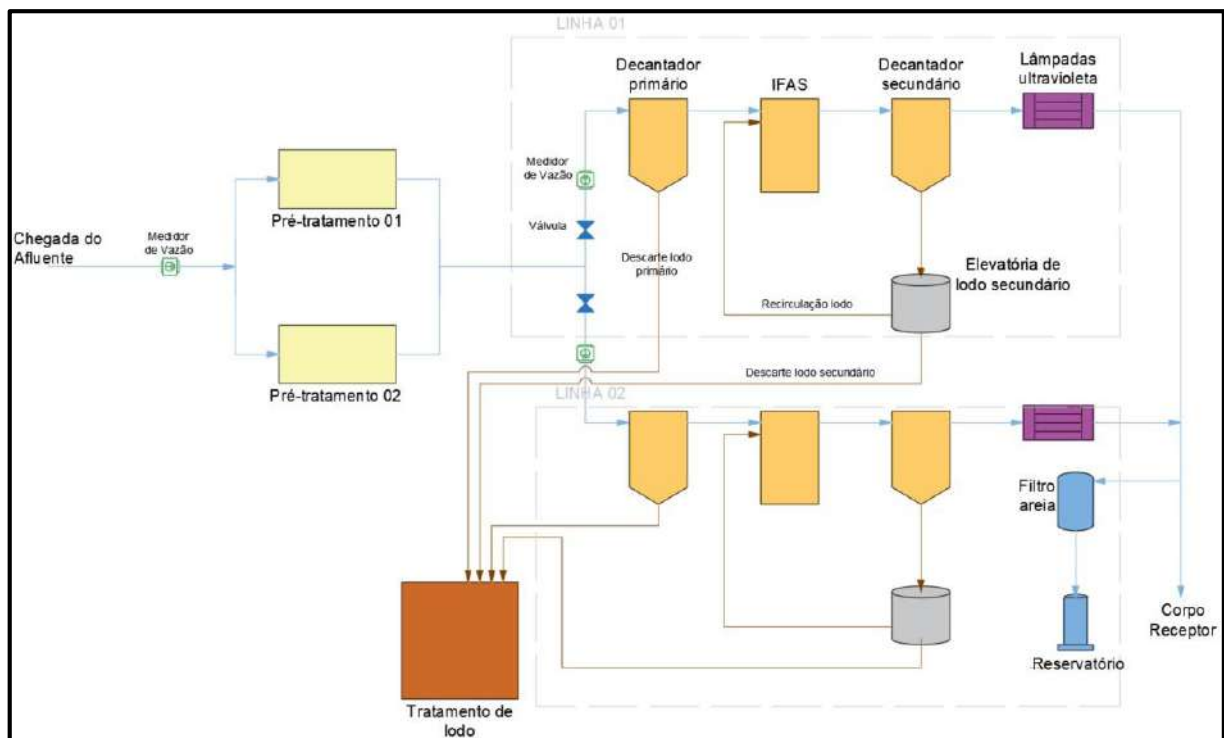 LINHA 01
Decantador
primário
IFAS
Decantador
secundário
Lâmpadas
ultravioleta
Medidor
de Vazão
Pré-tratamento 01
Válvula
Chegada do
Afluente
Medidor
de Vazão
Descarte lodo
primário
Elevatória de
lodo secundário
Recirculação lodo
Pré-tratamento 02
Descarte lodo secundário
LINHA 02
Filtro
areia
Corpo
Receptor
Reservatório
Tratamento de
lodo